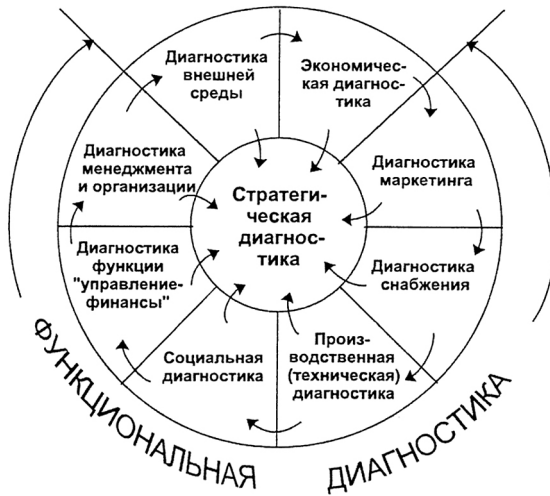 Диагностика
внешней
среды
Экономичес-
кая диагнос-
тика
Диагностика
маркетинга
Диагностика
снабжения
Произ-
водственная
(техническая)
диагностика
Социальная
диагностика
Диагностика
функции
"управление-
финансы"
Диагностика
менеджмента
и организации
Стратеги-
ческая
диагнос-
тика
ФУНКЦИОНАЛЬНАЯ
ДИАГНОСТИКА